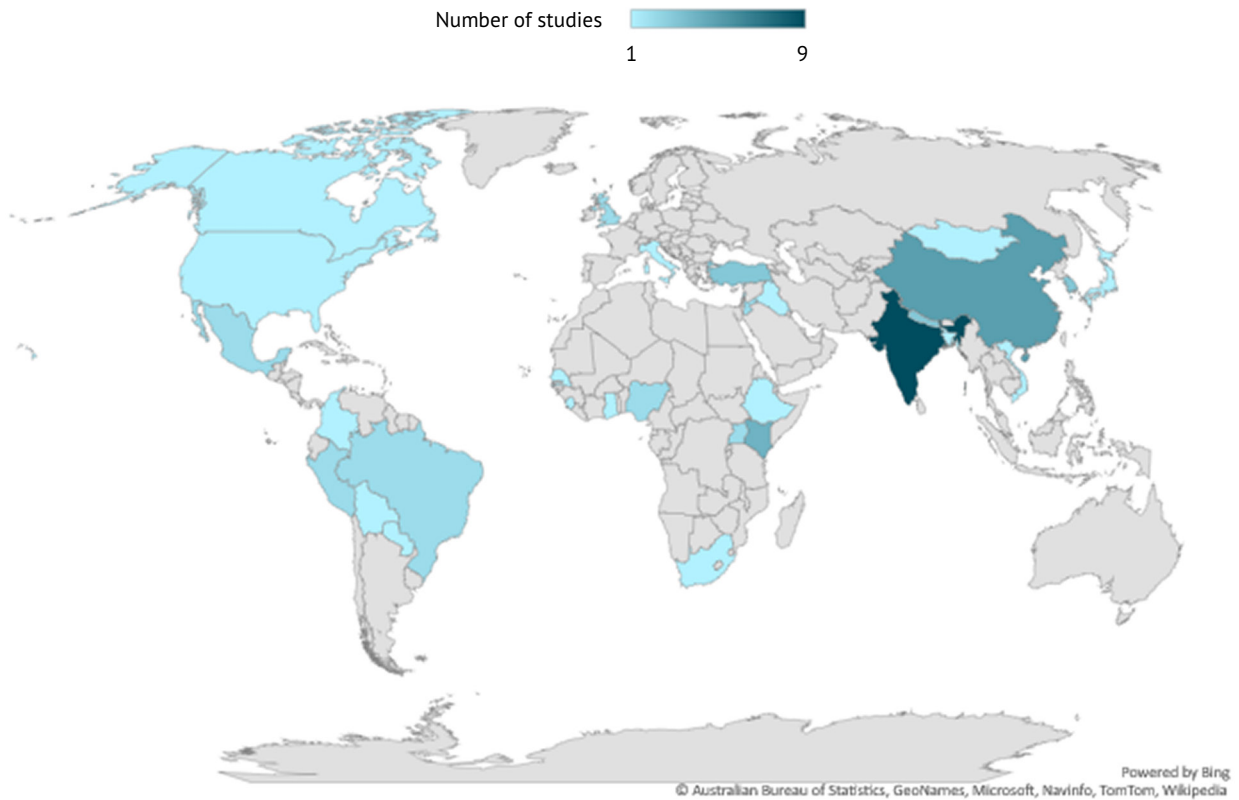 Number of studies
1 9
Powered by Bing
© Australian Bureau of Statistics, GeoNames, Microsoft, Navinfo, TomTom, Wikipedia